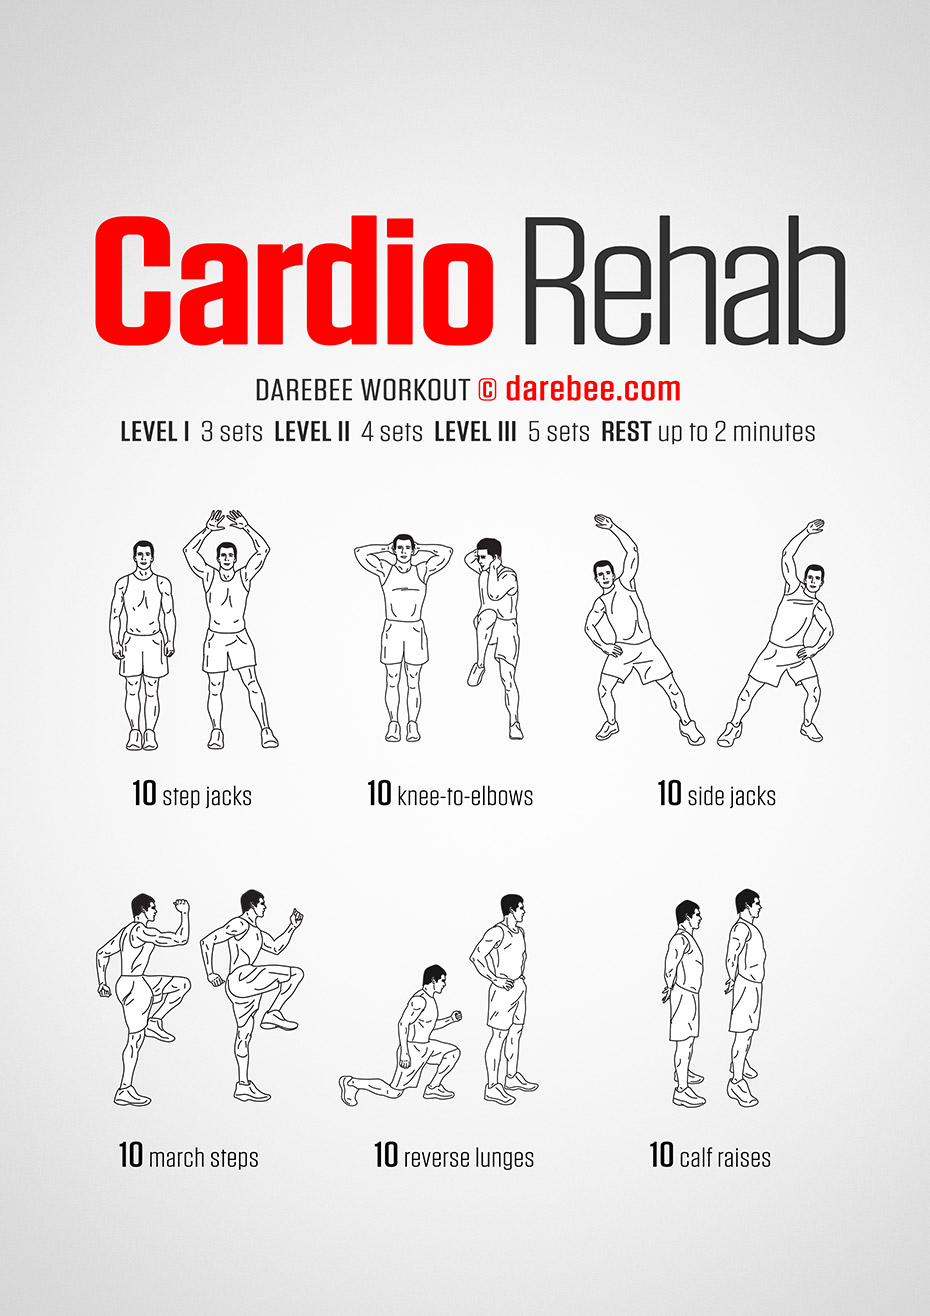 Cardio Rehab
DAREBEE WORKOUT © darebee.com
LEVEL I 3 sets LEVEL II 4 sets LEVEL III 5 sets REST up to 2 minutes
10 step jacks
10 knee-to-elbows
10 side jacks
10 march steps
10 reverse lunges
10 calf raises